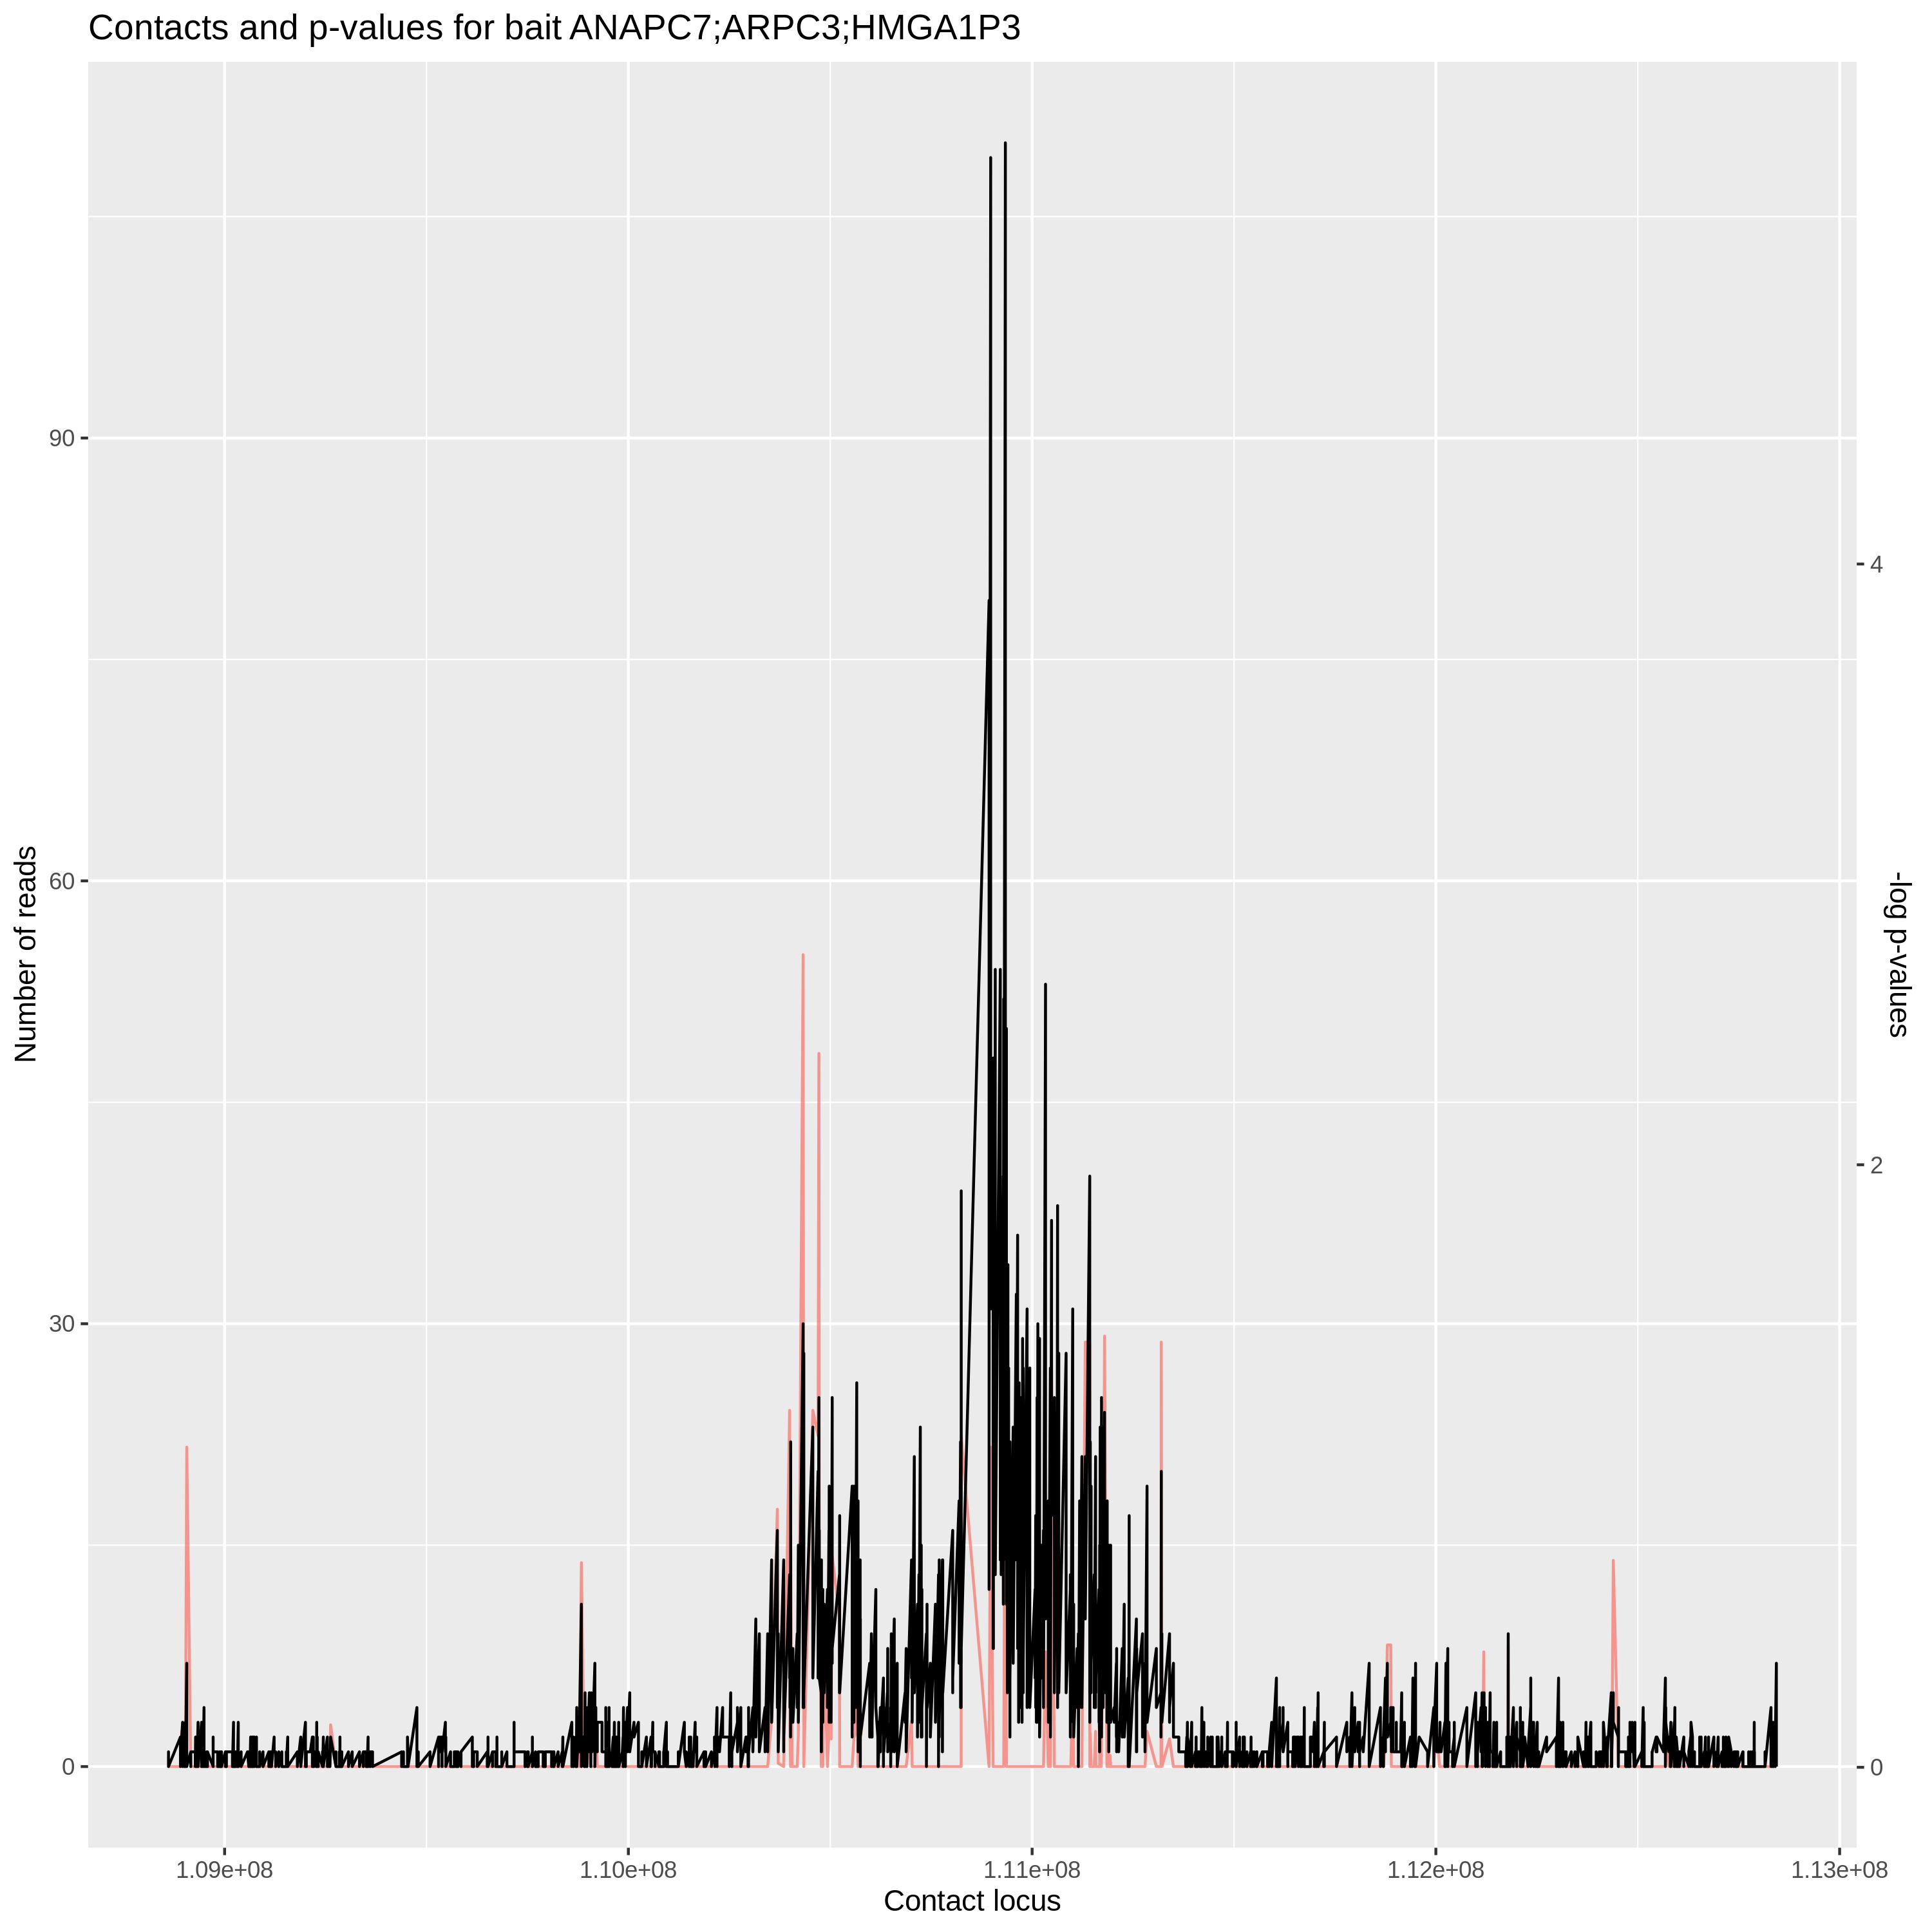 Contacts and p-values for bait ANAPC7;ARPC3;HMGA1P3
Number of reads
90
60
30
0
-log p-values
4
2
0
1.09e+08
1.10e+08
1.11e+08
1.12e+08
1.13e+08
Contact locus